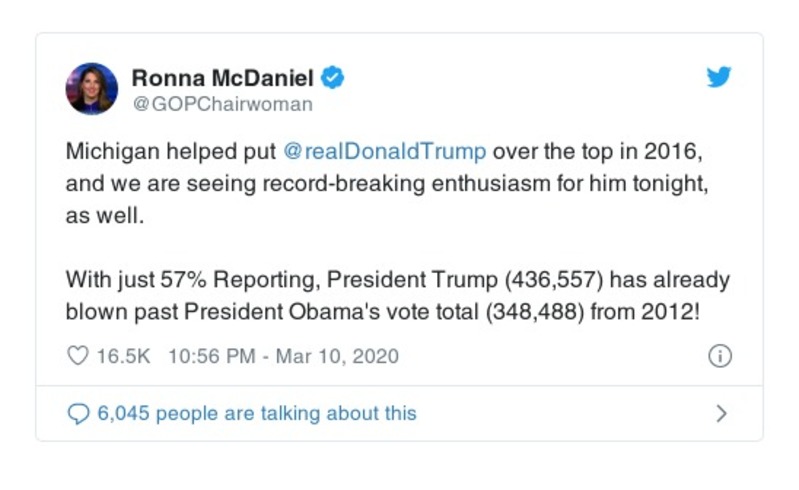 Ronna McDaniel
@GOPChairwoman
Michigan helped put @realDonaldTrump over the top in 2016,
and we are seeing record-breaking enthusiasm for him tonight,
as well.
With just 57% Reporting, President Trump (436,557) has already
blown past President Obama's vote total (348,488) from 2012!
16.5K 10:56 PM - Mar 10, 2020
6,045 people are talking about this